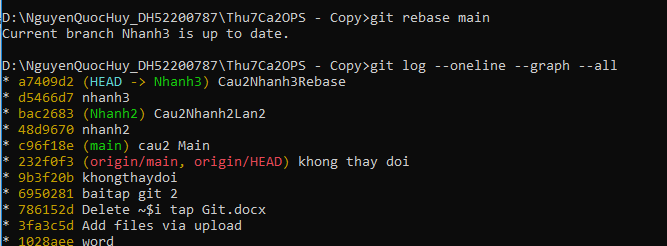 D:\NguyenQuocHuy_DH52200787\Thu7Ca2OPS - Copy>git rebase main
Current branch Nhanh3 is up to date.
D:\NguyenQuocHuy_DH52200787\Thu7Ca2OPS - Copy>git log --oneline --graph --all
* a7409d2 (HEAD -> Nhanh3) Cau2Nhanh3Rebase
* d5466d7 nhanh3
* bac2683 (Nhanh2) Cau2Nhanh2Lan2
* 48d9670 nhanh2
* c96f18e (main) cau2 Main
* 232f0f3 (origin/main, origin/HEAD) khong thay doi
* 9b3f20b khongthaydoi
* 6950281 baitap git 2
* 786152d Delete ~$i tap Git.docx
* 3fa3c5d Add files via upload
* 1028aee word